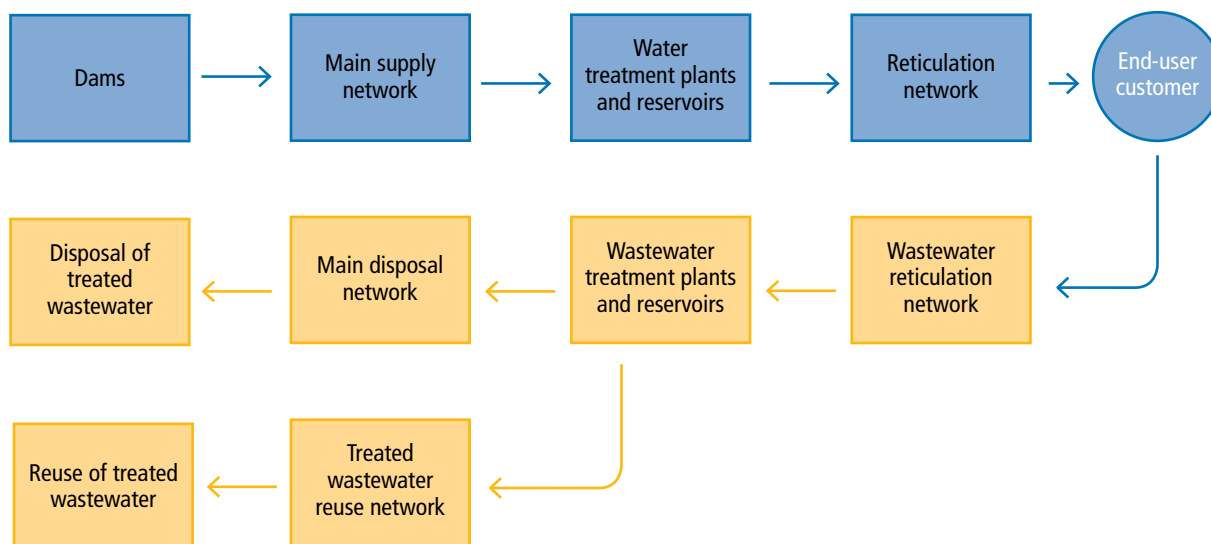 Dams
Main supply
network
Water
treatment plants
and reservoirs
Reticulation
network
End-user
customer
Disposal of
treated
wastewater
Main disposal
network
Wastewater
treatment plants
and reservoirs
Wastewater
reticulation
network
Reuse of treated
wastewater
Treated
wastewater
reuse network